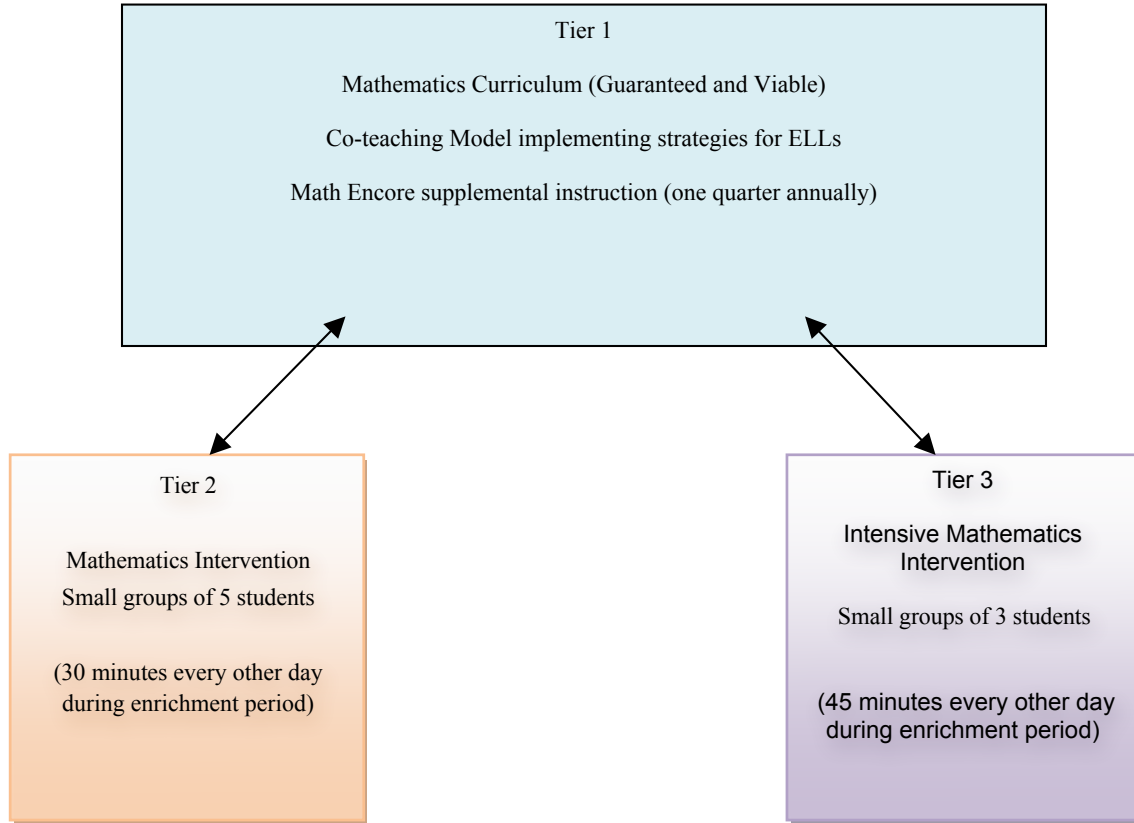 Tier 1
Mathematics Curriculum (Guaranteed and Viable)
Co-teaching Model implementing strategies for ELLs
Math Encore supplemental instruction (one quarter annually)
Tier 2
Mathematics Intervention
Small groups of 5 students
(30 minutes every other day
during enrichment period)
Tier 3
Intensive Mathematics
Intervention
Small groups of 3 students
(45 minutes every other day
during enrichment period)